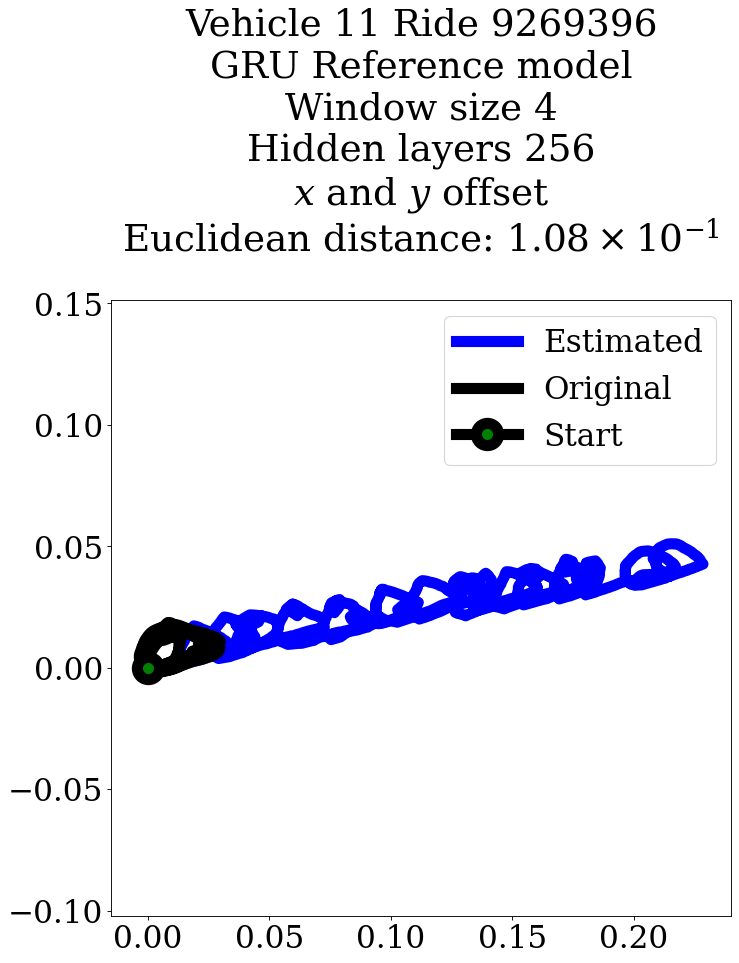 Vehicle 11 Ride 9269396
GRU Reference model
Window size 4
Hidden layers 256
x and y offset
Euclidean distance: 1.08 × 10⁻¹
0.15
0.10
0.05
0.00
−0.05
−0.10
Estimated
Original
Start
0.00 0.05 0.10 0.15 0.20